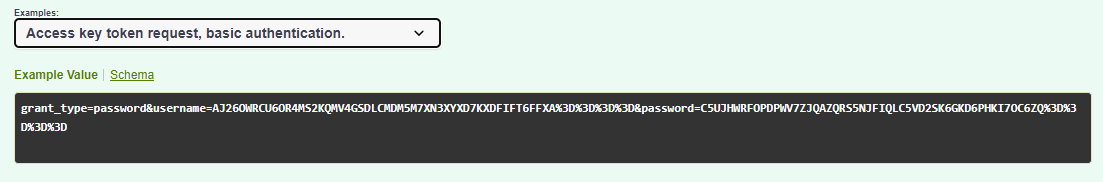 Examples:
Access key token request, basic authentication.
Example Value | Schema
grant_type=password&username=AJ26OWRCU6OR4MS2KQMV4GSDLCMDM5M7XN3XYXD7KXDFIFT6FFXA%3D%3D%3D%3D&password=C5UJHWRFOPDPWV7ZJQAZQRS5NJFIQLC5VD2SK6GKD6PHKI7OC6ZQ%3D%3
D%3D%3D